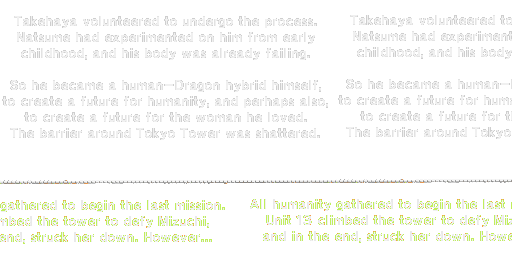 Takehaya volunteered to undergo the process.
Natsume had experimented on him from early
childhood, and his body was already failing.
So he became a human-Dragon hybrid himself,
to create a future for humanity, and perhaps also,
to create a future for the woman he loved.
The barrier around Tokyo Tower was shattered.
Takehaya volunteered to
Natsume had experiment
childhood, and his body
So he became a human-
to create a future for hum
to create a future for t
The barrier around Tokyo
gathered to begin the last mission.
mbed the tower to defy Mizuchi,
end, struck her down. However...
All humanity gathered to begin the last
Unit 13 climbed the tower to defy Miz
and in the end, struck her down. Howe